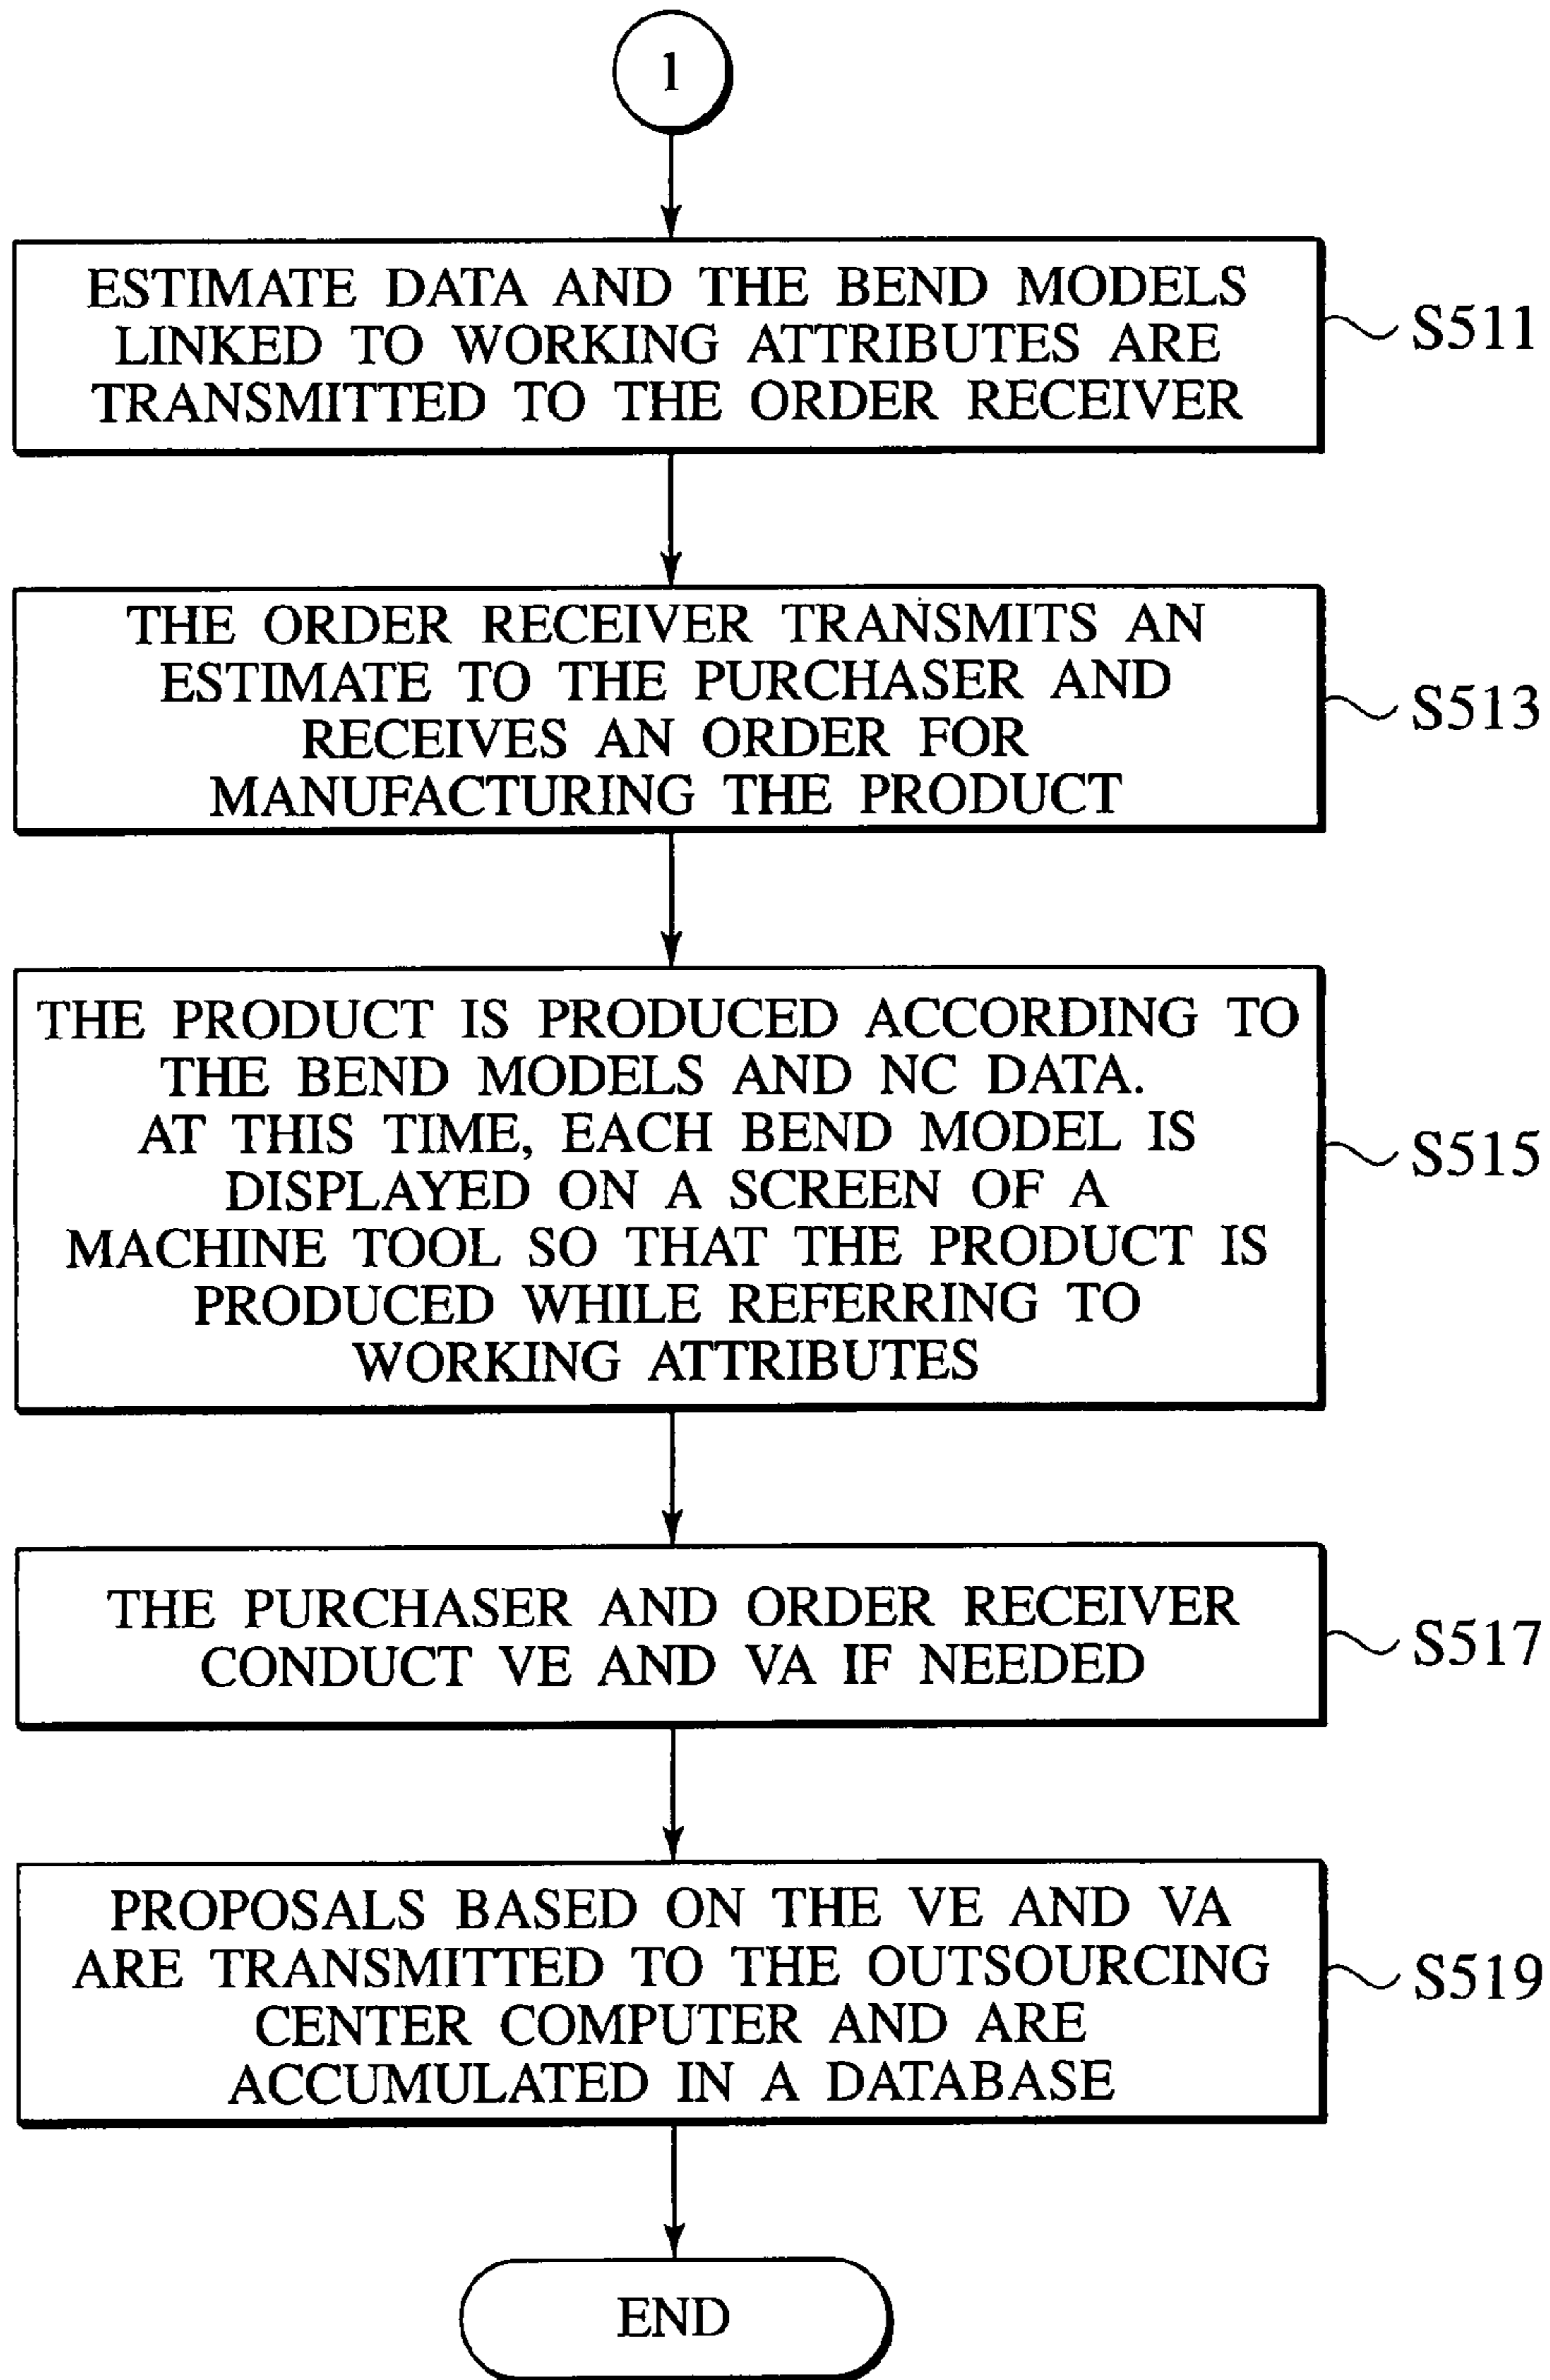 1
ESTIMATE DATA AND THE BEND MODELS
LINKED TO WORKING ATTRIBUTES ARE
TRANSMITTED TO THE ORDER RECEIVER
S511
THE ORDER RECEIVER TRANSMITS AN
ESTIMATE TO THE PURCHASER AND
RECEIVES AN ORDER FOR
MANUFACTURING THE PRODUCT
S513
THE PRODUCT IS PRODUCED ACCORDING TO
THE BEND MODELS AND NC DATA.
AT THIS TIME, EACH BEND MODEL IS
DISPLAYED ON A SCREEN OF A
MACHINE TOOL SO THAT THE PRODUCT IS
PRODUCED WHILE REFERRING TO
WORKING ATTRIBUTES
S515
THE PURCHASER AND ORDER RECEIVER
CONDUCT VE AND VA IF NEEDED
S517
PROPOSALS BASED ON THE VE AND VA
ARE TRANSMITTED TO THE OUTSOURCING
CENTER COMPUTER AND ARE
ACCUMULATED IN A DATABASE
S519
END